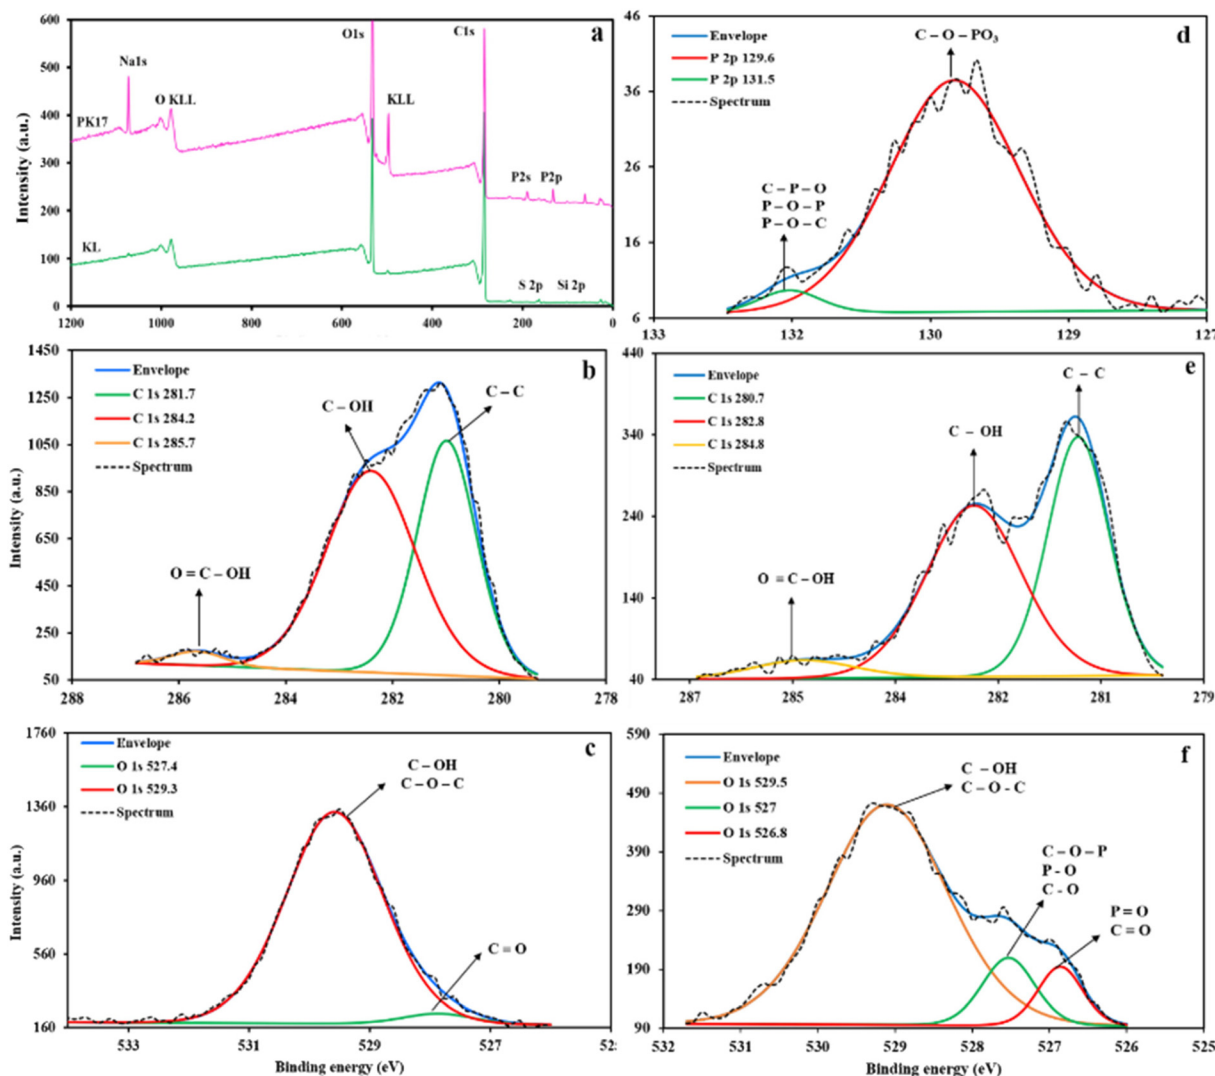 a
600
500
400
300
200
100
0
Intensity (a.u.)
Na1s
O KLL
PK17
KL
O1s
KLL
C1s
P2s P2p
S 2p Si 2p
1200 1000 800 600 400 200 0
d
46
36
26
16
6
Intensity (a.u.)
Envelope
P 2p 129.6
P 2p 131.5
Spectrum
C – O – PO3
C – P – O
P – O – P
P – O – C
133 132 130 129 127
b
1450
1250
1050
850
650
450
250
50
Intensity (a.u.)
Envelope
C 1s 281.7
C 1s 284.2
C 1s 285.7
Spectrum
C – OH
C – C
O = C – OH
288 286 284 282 280 278
e
440
340
240
140
40
Envelope
C 1s 280.7
C 1s 282.8
C 1s 284.8
Spectrum
C – C
C – OH
O = C – OH
287 285 284 283 281 279
c
1760
1360
960
560
160
Intensity (a.u.)
Envelope
O 1s 527.4
O 1s 529.3
Spectrum
C – OH
C – O – C
C = O
533 531 529 527
Binding energy (eV)
f
590
490
390
290
190
90
Intensity (a.u.)
Envelope
O 1s 529.5
O 1s 527
O 1s 526.8
Spectrum
C – OH
C – O - C
C – O – P
P - O
C - O
P = O
C = O
532 531 530 529 528 527 526 525
Binding energy (eV)